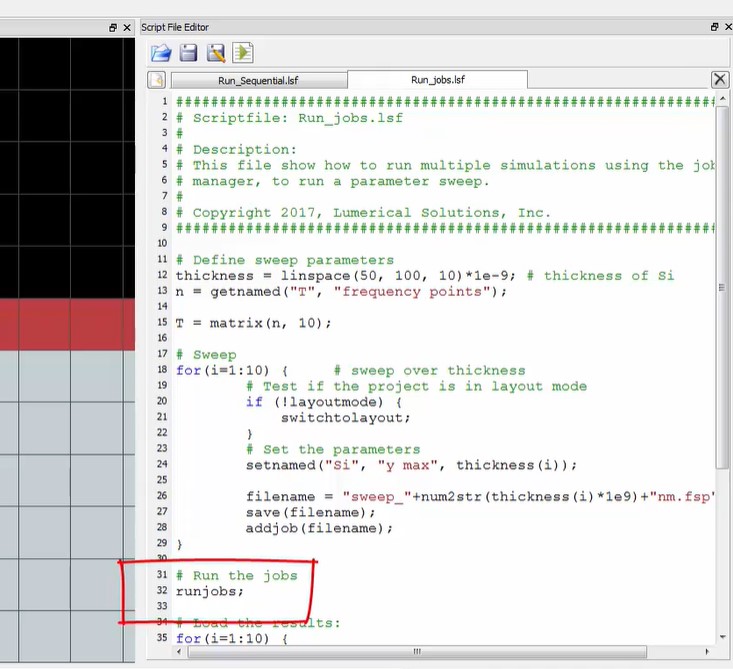 Script File Editor
Run_Sequential.lsf
Run_jobs.lsf
1 ##############################################################
2 # Scriptfile: Run_jobs.lsf
3 #
4 # Description:
5 # This file show how to run multiple simulations using the job
6 # manager, to run a parameter sweep.
7 #
8 # Copyright 2017, Lumerical Solutions, Inc.
9 ##############################################################
10
11 # Define sweep parameters
12 thickness = linspace(50, 100, 10)*1e-9; # thickness of Si
13 n = getnamed("T", "frequency points");
14
15 T = matrix(n, 10);
16
17 # Sweep
18 for(i=1:10) { # sweep over thickness
19 # Test if the project is in layout mode
20 if (!layoutmode) {
21 switchtolayout;
22 }
23 # Set the parameters
24 setnamed("Si", "y max", thickness(i));
25
26 filename = "sweep_"+num2str(thickness(i)*1e9)+"nm.fsp"
27 save(filename);
28 addjob(filename);
29 }
30
31 # Run the jobs
32 runjobs;
33
34 # Load the results:
35 for(i=1:10) {